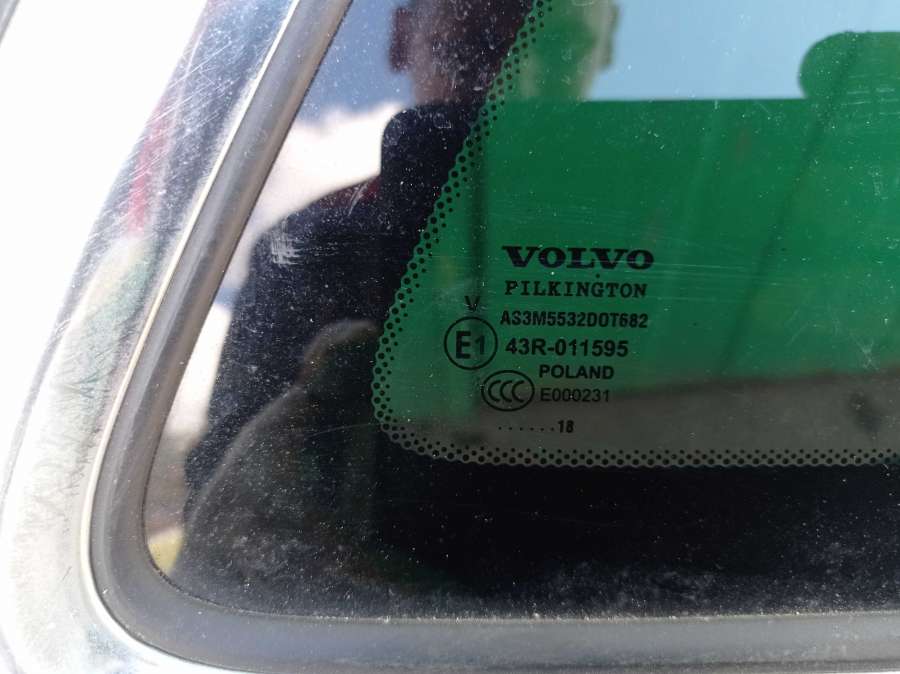 VOLVO
PILKINGTON
V
AS3M5532DOT682
E1
43R-011595
POLAND
CCC
E000231
......18